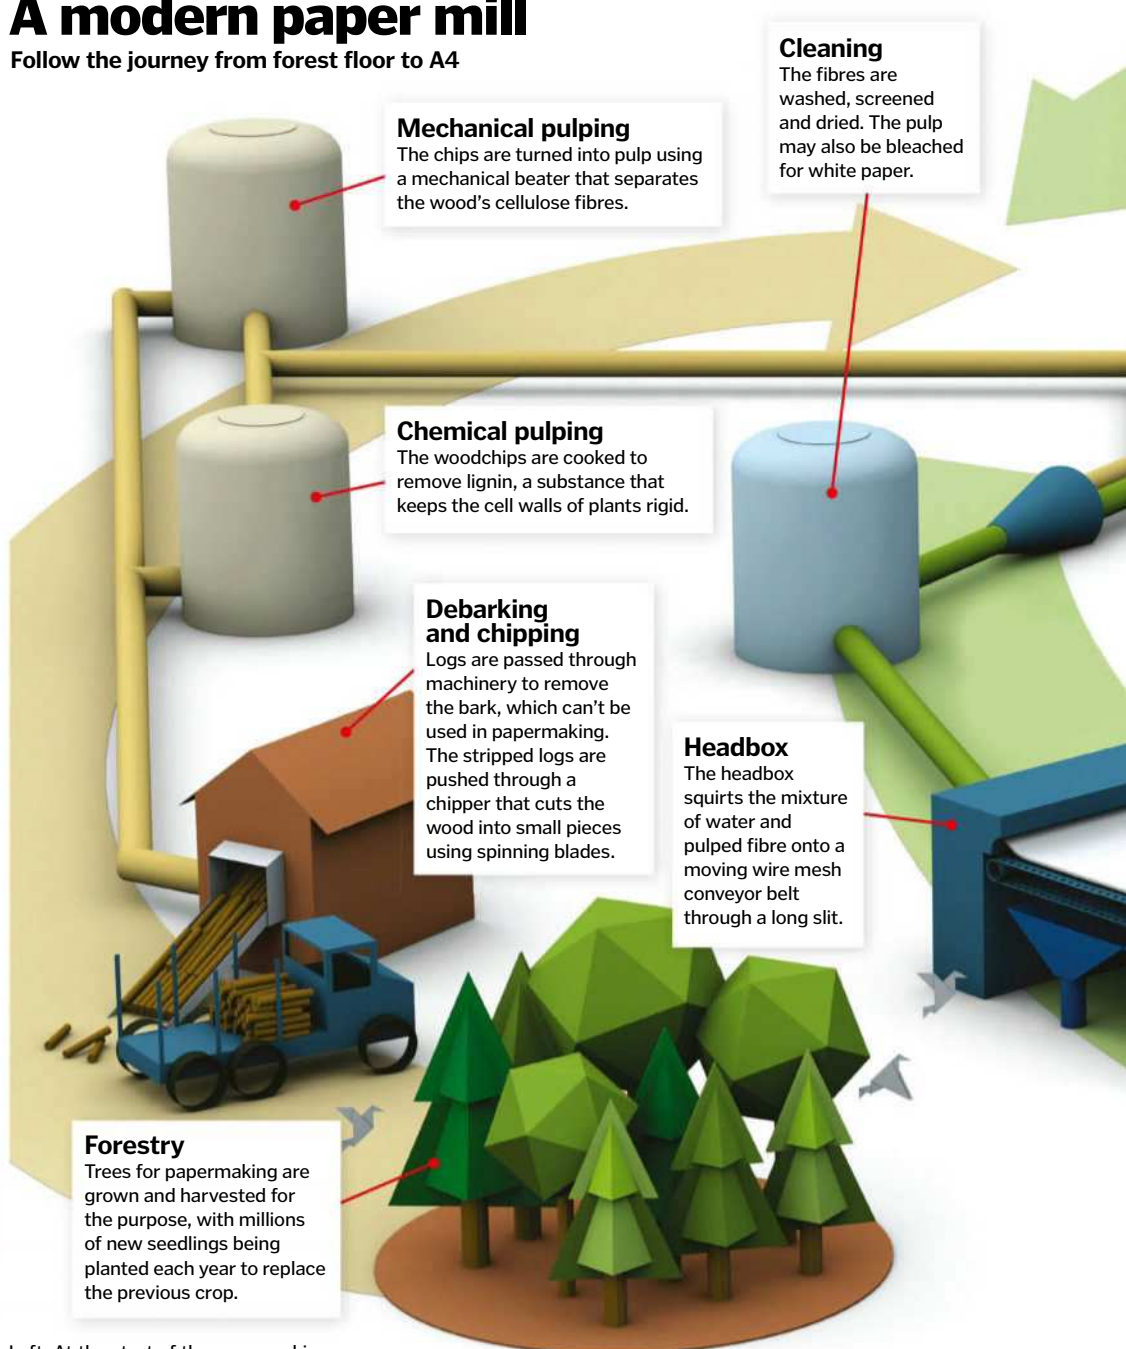 A modern paper mill
Follow the journey from forest floor to A4
Cleaning
The fibres are
washed, screened
and dried. The pulp
may also be bleached
for white paper.
Mechanical pulping
The chips are turned into pulp using
a mechanical beater that separates
the wood's cellulose fibres.
Chemical pulping
The woodchips are cooked to
remove lignin, a substance that
keeps the cell walls of plants rigid.
Debarking
and chipping
Logs are passed through
machinery to remove
the bark, which can't be
used in papermaking.
The stripped logs are
pushed through a
chipper that cuts the
wood into small pieces
using spinning blades.
Headbox
The headbox
squirts the mixture
of water and
pulped fibre onto a
moving wire mesh
conveyor belt
through a long slit.
Forestry
Trees for papermaking are
grown and harvested for
the purpose, with millions
of new seedlings being
planted each year to replace
the previous crop.